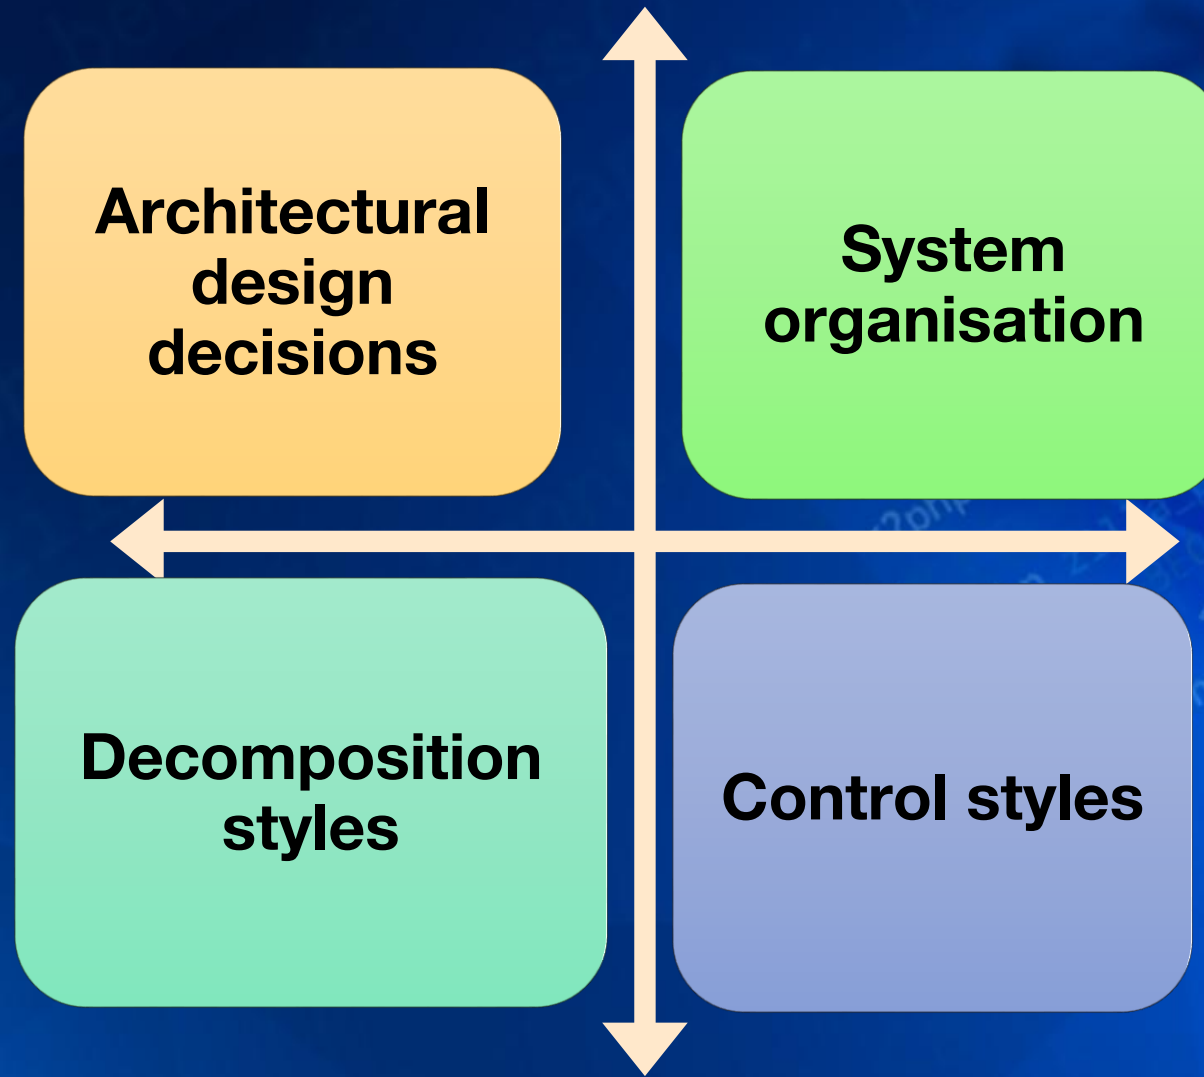 Architectural
design
decisions
System
organisation
Decomposition
styles
Control styles